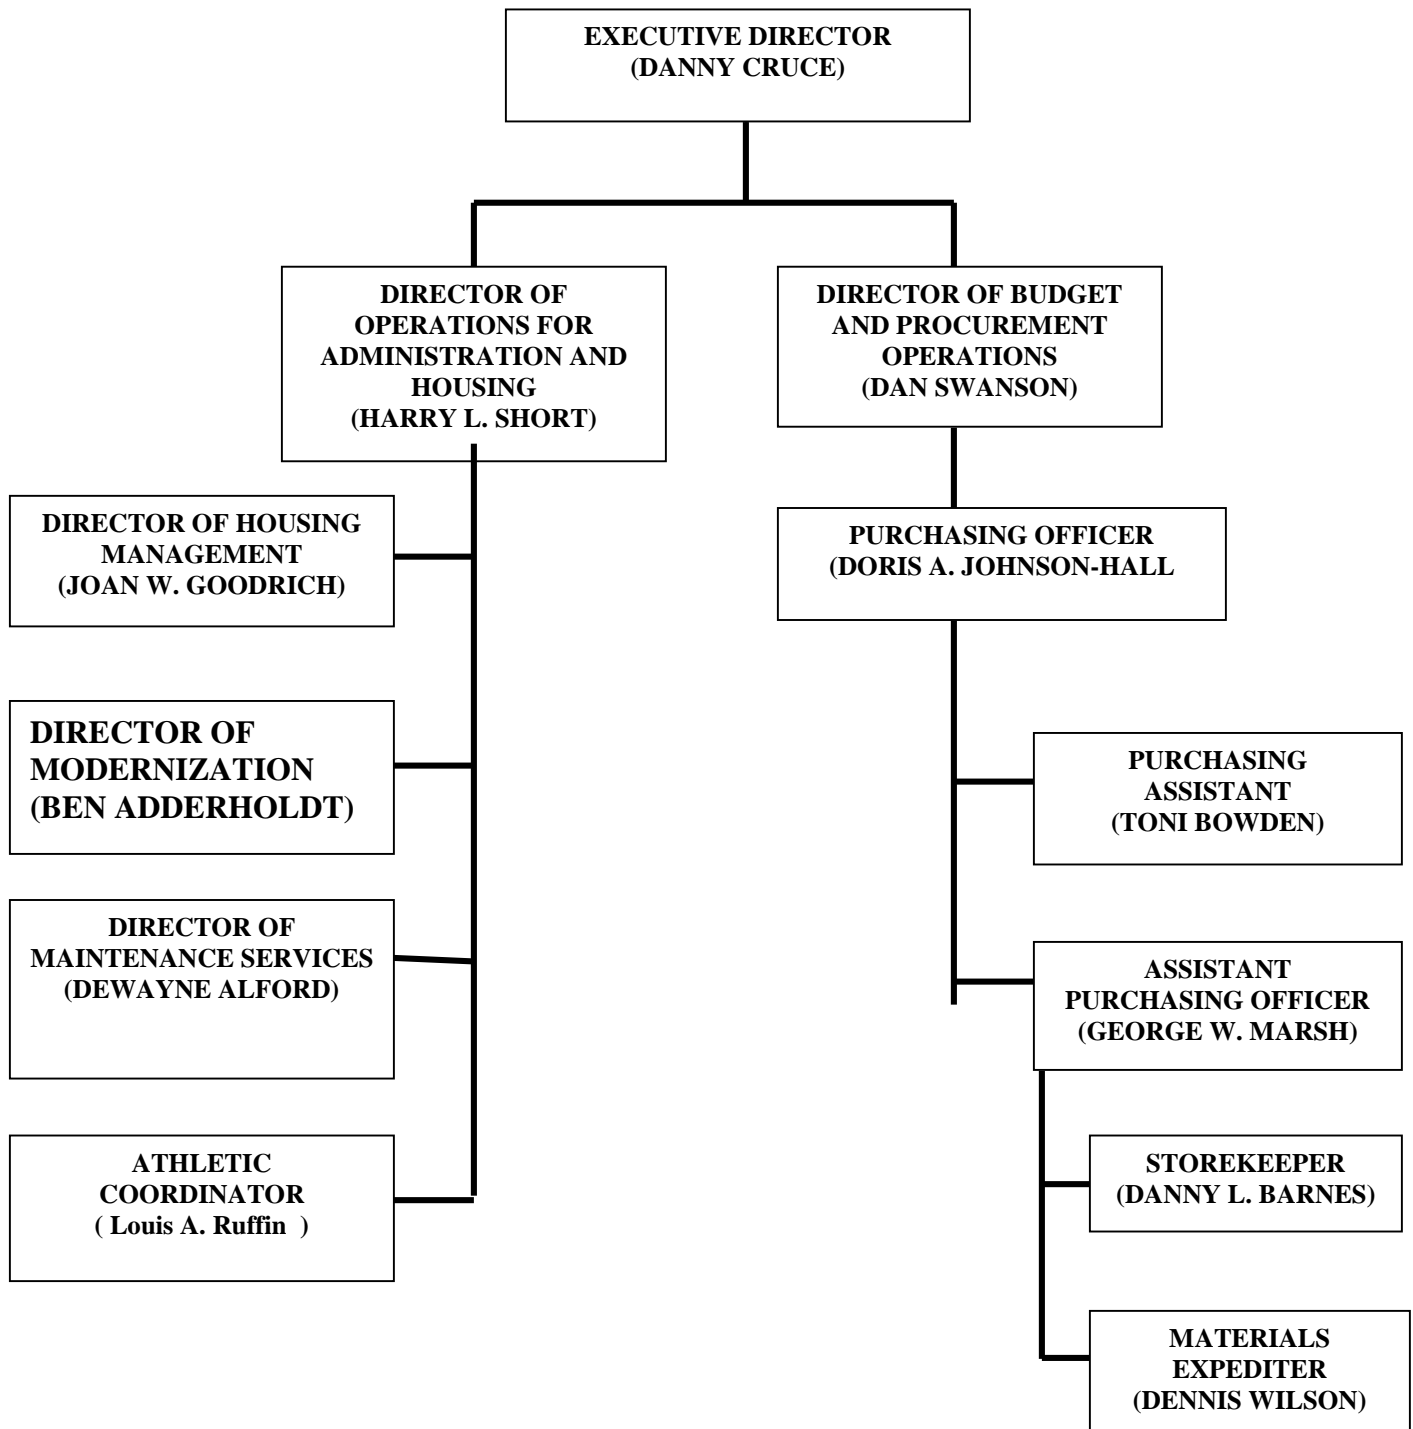 EXECUTIVE DIRECTOR
(DANNY CRUCE)
DIRECTOR OF
OPERATIONS FOR
ADMINISTRATION AND
HOUSING
(HARRY L. SHORT)
DIRECTOR OF BUDGET
AND PROCUREMENT
OPERATIONS
(DAN SWANSON)
DIRECTOR OF HOUSING
MANAGEMENT
(JOAN W. GOODRICH)
PURCHASING OFFICER
(DORIS A. JOHNSON-HALL
DIRECTOR OF
MODERNIZATION
(BEN ADDERHOLDT)
PURCHASING
ASSISTANT
(TONI BOWDEN)
DIRECTOR OF
MAINTENANCE SERVICES
(DEWAYNE ALFORD)
ASSISTANT
PURCHASING OFFICER
(GEORGE W. MARSH)
ATHLETIC
COORDINATOR
( Louis A. Ruffin  )
STOREKEEPER
(DANNY L. BARNES)
MATERIALS
EXPEDITER
(DENNIS WILSON)